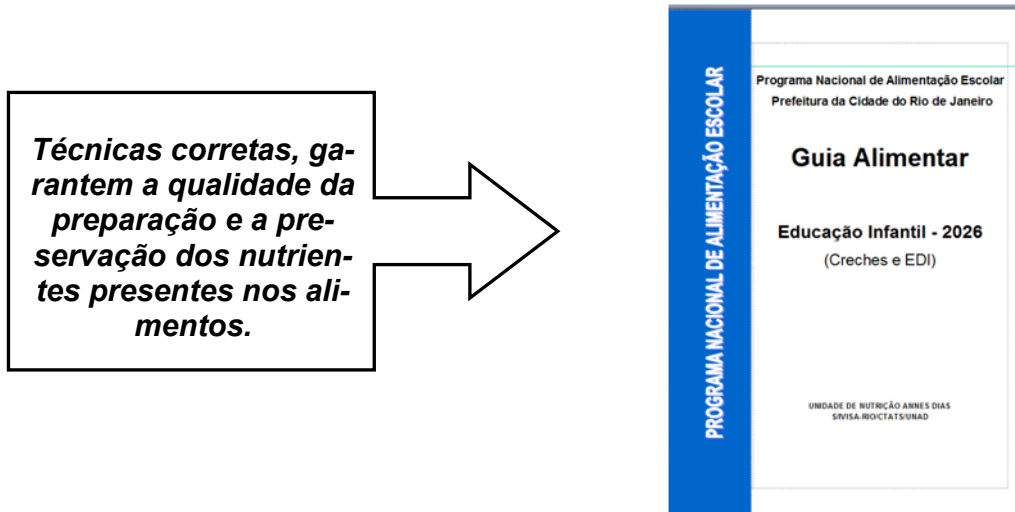 Técnicas corretas, ga-
rantem a qualidade da
preparação e a pre-
servação dos nutrien-
tes presentes nos ali-
mentos.
PROGRAMA NACIONAL DE ALIMENTAÇÃO ESCOLAR
Programa Nacional de Alimentação Escolar
Prefeitura da Cidade do Rio de Janeiro
Guia Alimentar
Educação Infantil - 2026
(Creches e EDI)
UNIDADE DE NUTRIÇÃO ANNES DIAS
S/IVISA-RIO/CTATS/UNAD